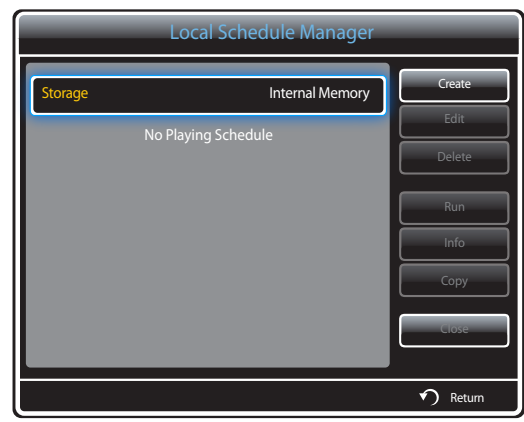 Local Schedule Manager
Storage Internal Memory
No Playing Schedule
Create
Edit
Delete
Run
Info
Copy
Close
Return